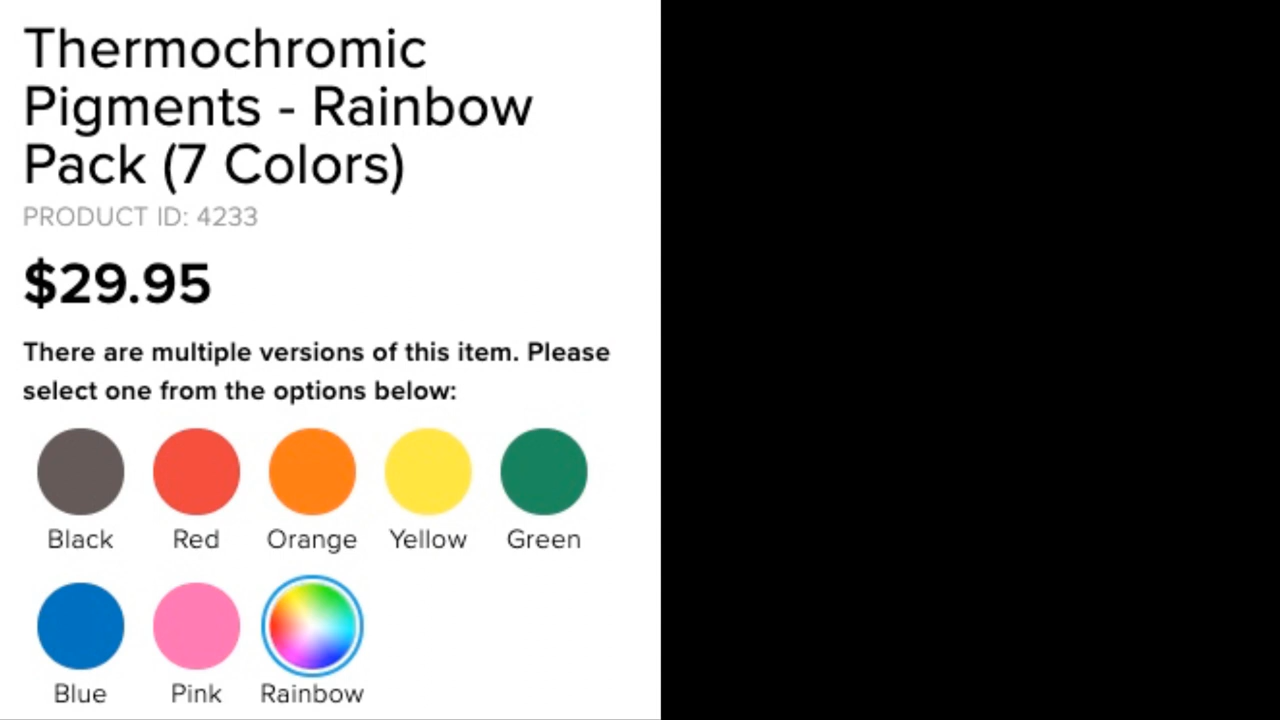 Thermochromic
Pigments - Rainbow
Pack (7 Colors)
PRODUCT ID: 4233
$29.95
There are multiple versions of this item. Please
select one from the options below:
Black Red Orange Yellow Green
Blue Pink Rainbow